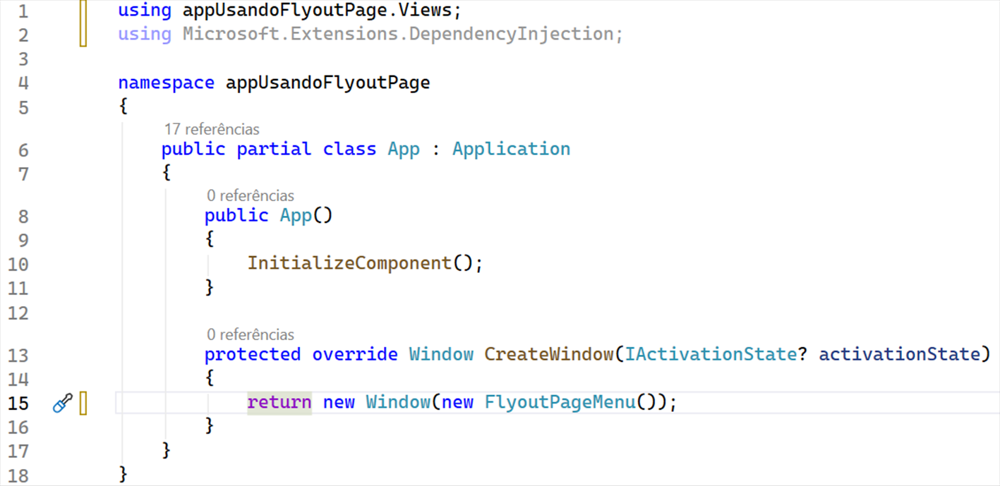 1 using appUsandoFlyoutPage.Views;
2 using Microsoft.Extensions.DependencyInjection;
3
4 namespace appUsandoFlyoutPage
5 {
17 referências
6 public partial class App : Application
7 {
0 referências
8 public App()
9 {
10 InitializeComponent();
11 }
12
0 referências
13 protected override Window CreateWindow(IActivationState? activationState)
14 {
15 return new Window(new FlyoutPageMenu());
16 }
17 }
18 }